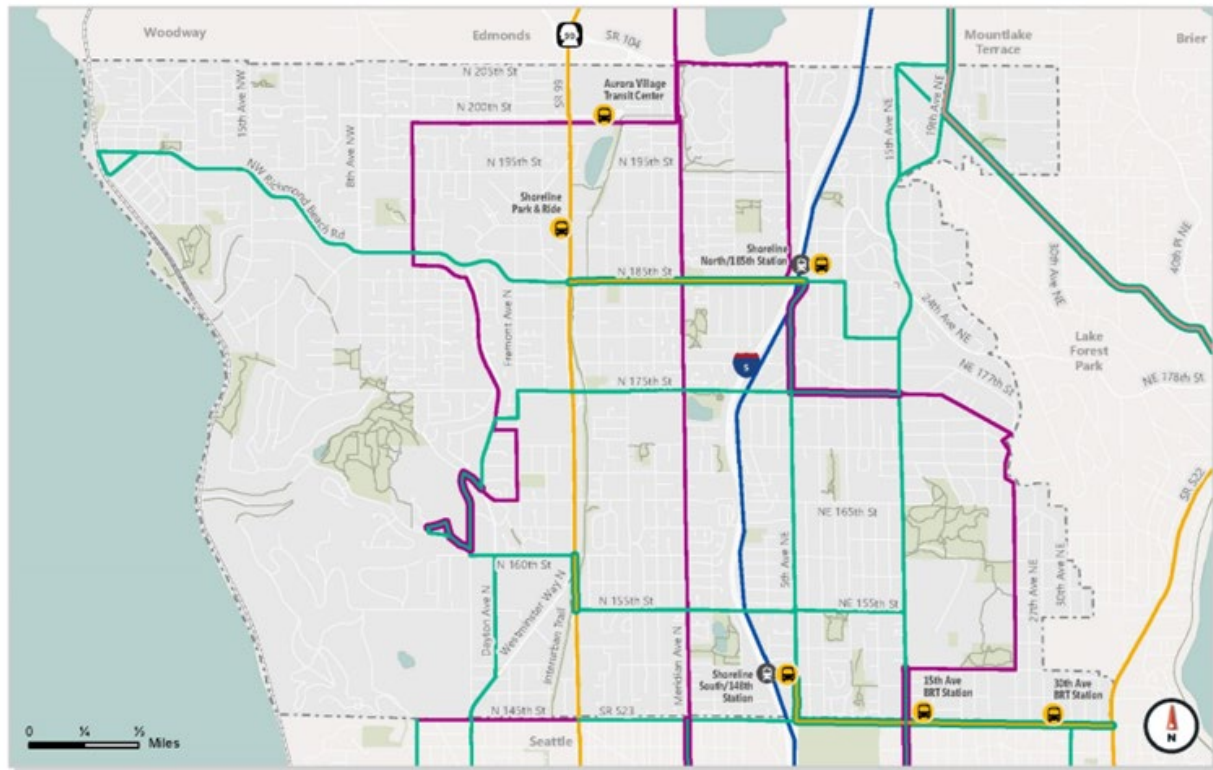 Woodway
Edmonds
99
SR 104
Mountlake
Terrace
Brier
N 205th St
SR 99
Aurora Village
Transit Center
15th Ave NW
N 200th St
15th Ave NE
19th Ave NE
8th Ave NW
N 195th St
N 195th St
NW Richmond Beach Rd
Shoreline
Park & Ride
Shoreline
North/185th Station
N 185th St
30th Ave NE
40th Pl NE
24th Ave NE
Fremont Ave N
5
Lake
Forest
Park
NE 178th St
NE 177th St
N 175th St
SR 522
NE 165th St
5th Ave NE
N 160th St
27th Ave NE
30th Ave NE
N 155th St
NE 155th St
Dayton Ave N
Westminster Way N
Interurban Trail
Meridian Ave N
Shoreline
South/148th
Station
15th Ave
BRT Station
30th Ave
BRT Station
N 145th St
SR 523
Seattle
0 ¼ ½ Miles
N